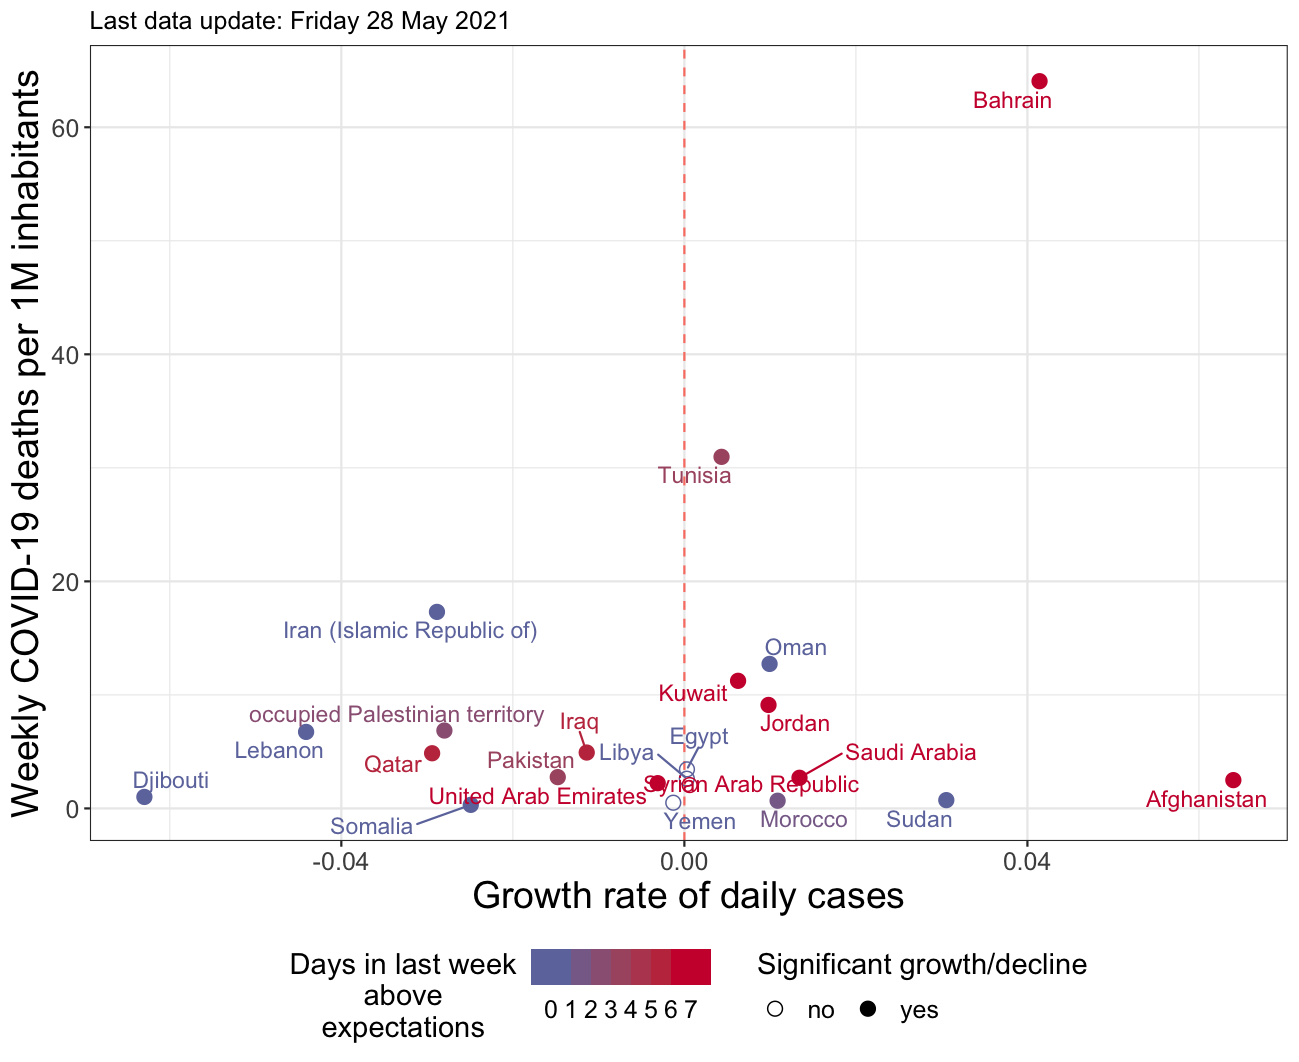 Last data update: Friday 28 May 2021
Weekly COVID-19 deaths per 1M inhabitants
60
40
20
0
Bahrain
Tunisia
Iran (Islamic Republic of)
Oman
Kuwait
occupied Palestinian territory
Iraq
Jordan
Egypt
Lebanon
Qatar
Pakistan
Libya
Saudi Arabia
Djibouti
Syrian Arab Republic
United Arab Emirates
Afghanistan
Somalia
Yemen
Morocco
Sudan
-0.04
0.00
0.04
Growth rate of daily cases
Days in last week
above
expectations
0 1 2 3 4 5 6 7
Significant growth/decline
no
yes